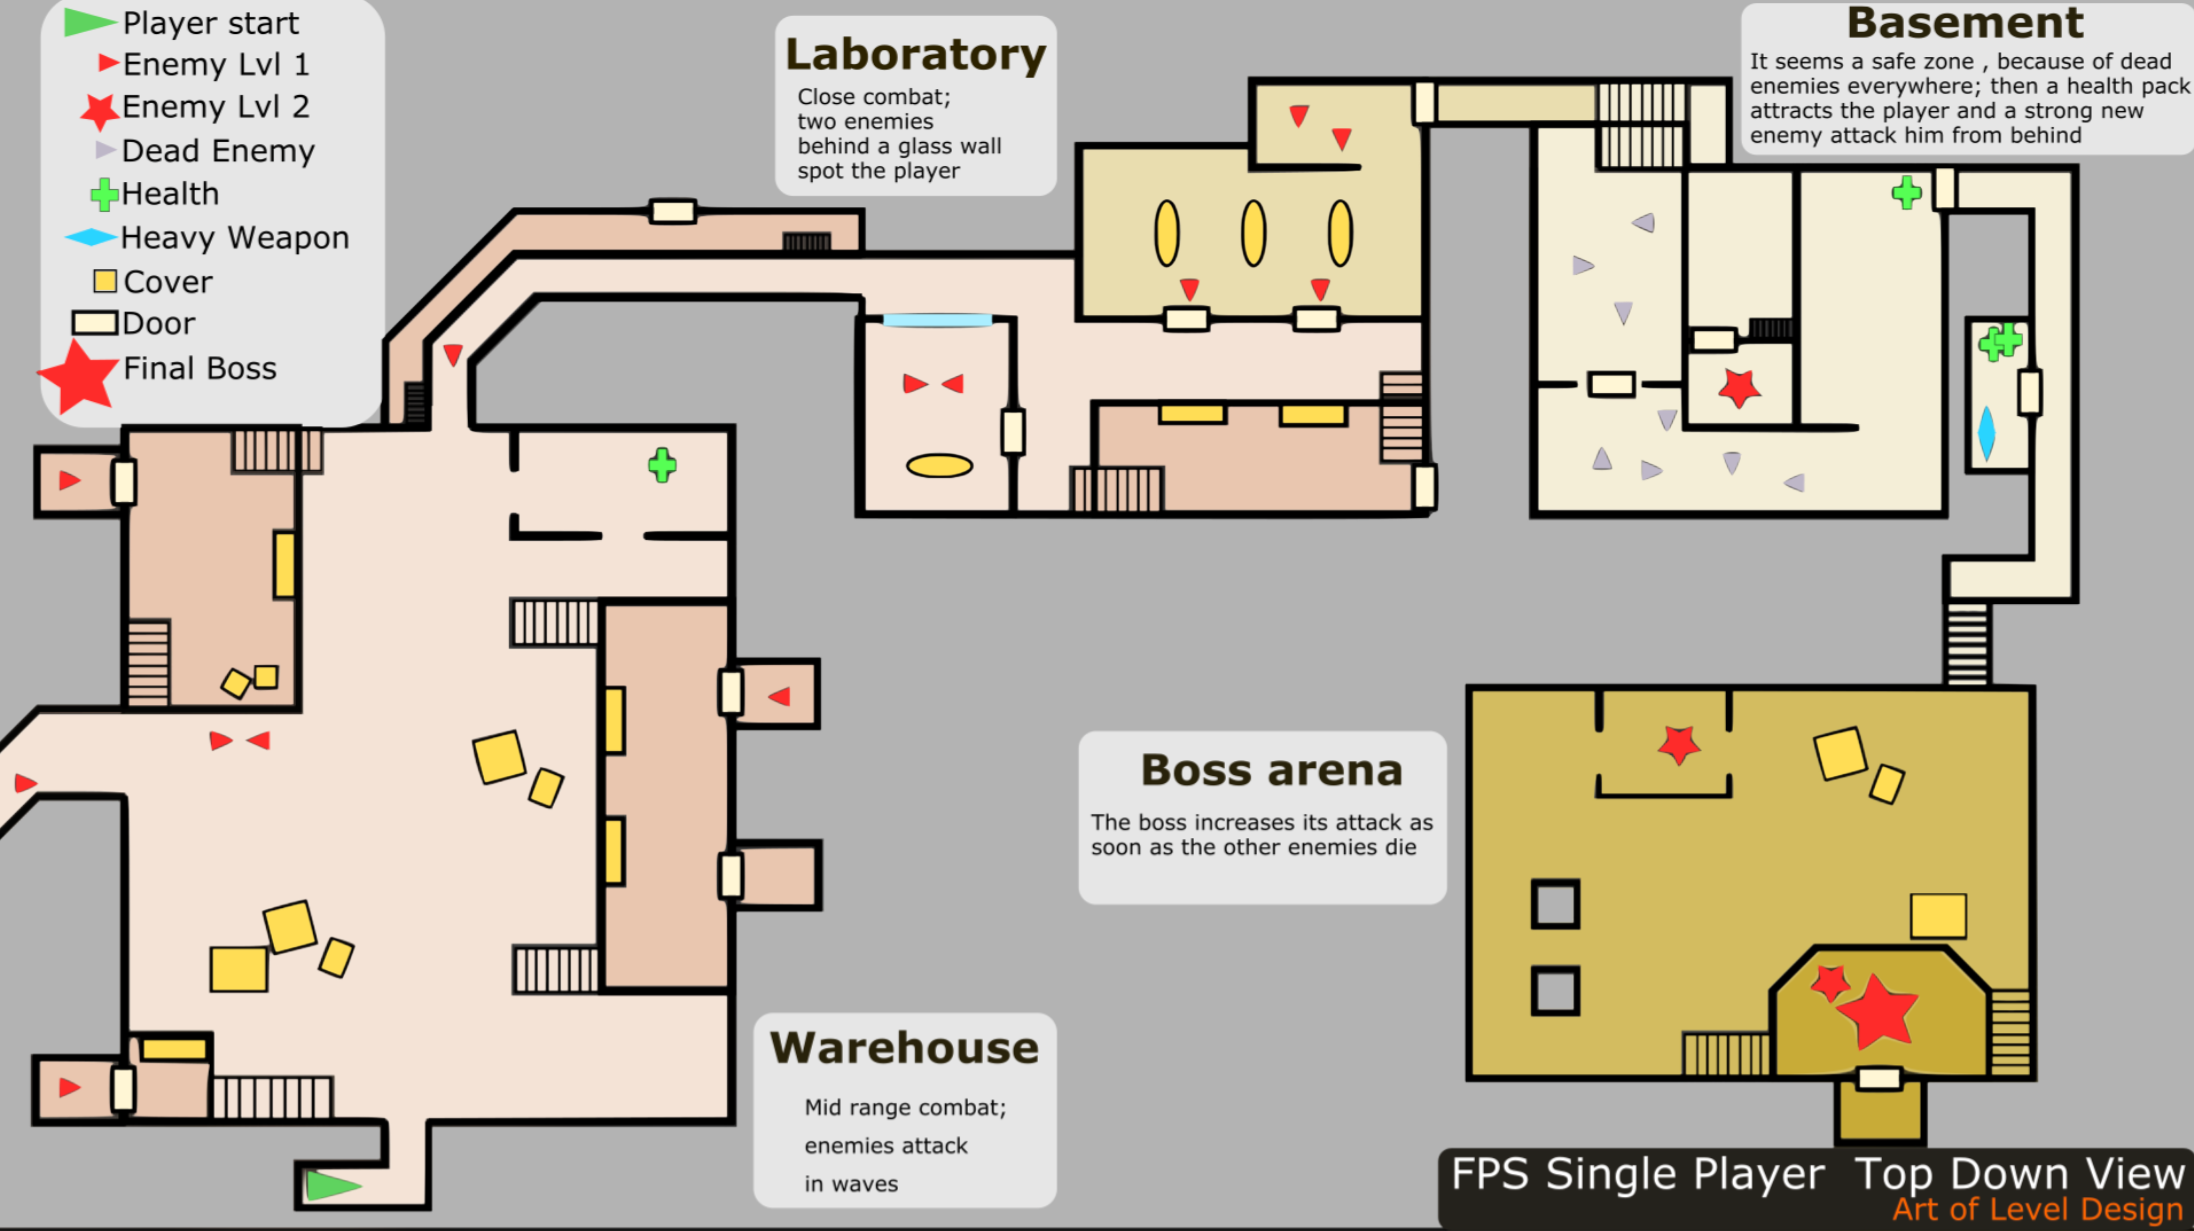 Player start
Enemy Lvl 1
Enemy Lvl 2
Dead Enemy
Health
Heavy Weapon
Cover
Door
Final Boss
Laboratory
Close combat;
two enemies
behind a glass wall
spot the player
Basement
It seems a safe zone , because of dead
enemies everywhere; then a health pack
attracts the player and a strong new
enemy attack him from behind
Boss arena
The boss increases its attack as
soon as the other enemies die
Warehouse
Mid range combat;
enemies attack
in waves
FPS Single Player Top Down View
Art of Level Design